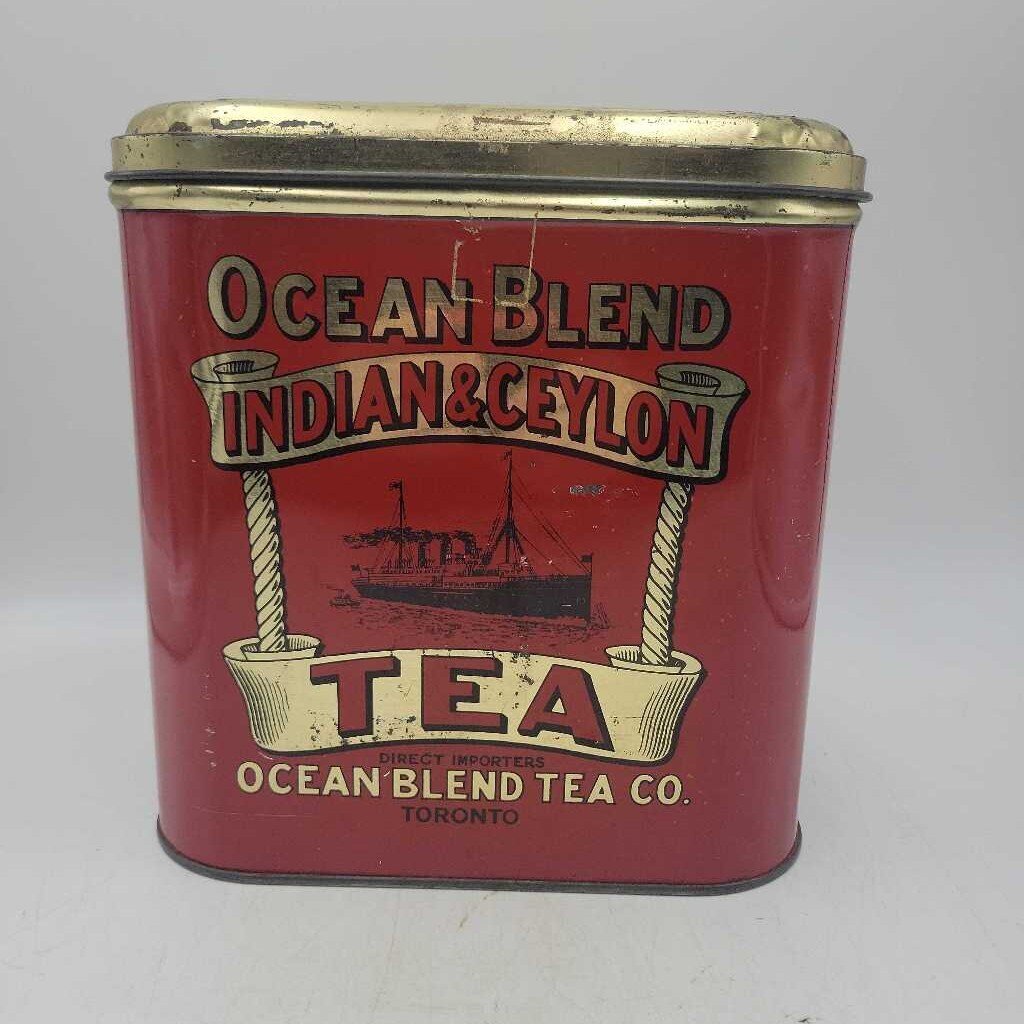 OCEAN BLEND
INDIAN & CEYLON
TEA
DIRECT IMPORTERS
OCEAN BLEND TEA CO.
TORONTO